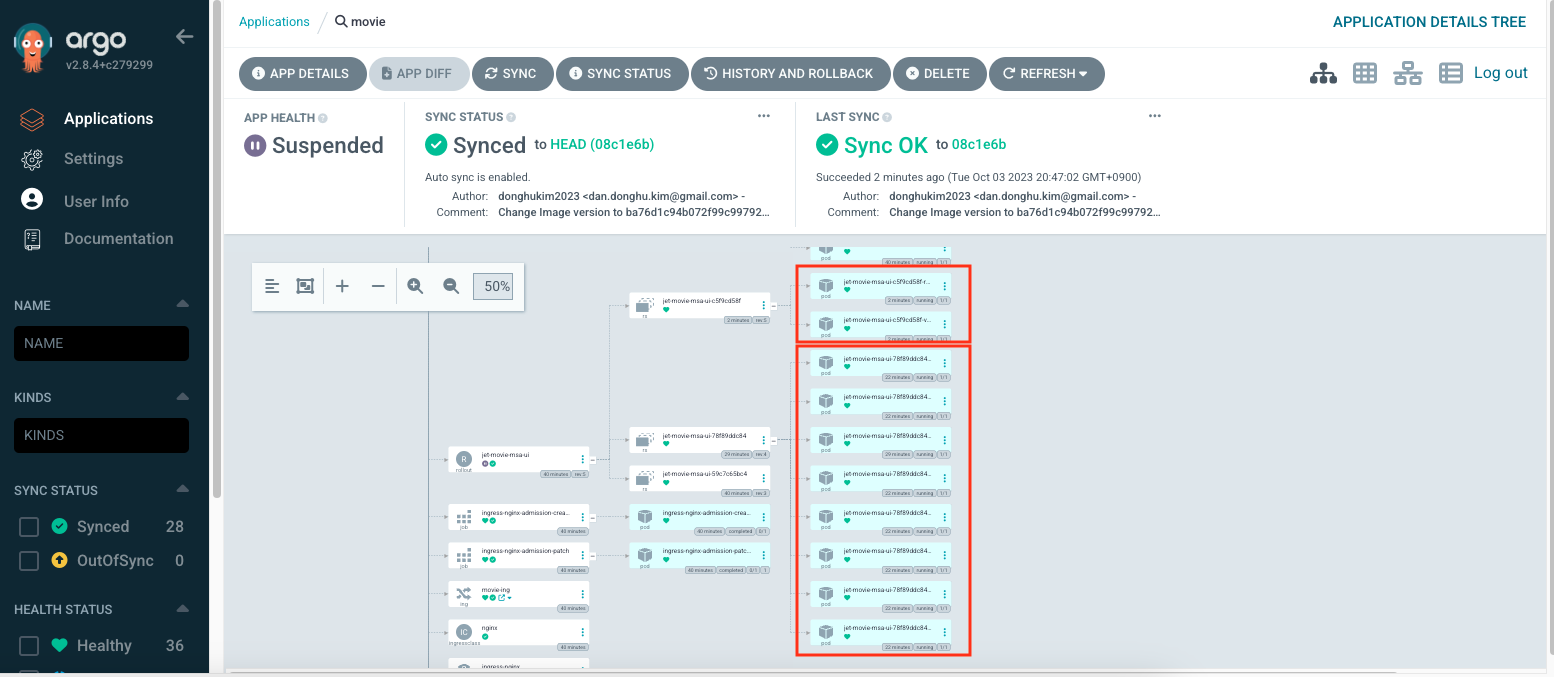 argo
v2.8.4+c279299
Applications
Settings
User Info
Documentation
NAME
NAME
KINDS
KINDS
SYNC STATUS
Synced 28
OutOfSync 0
HEALTH STATUS
Healthy 36
Applications / movie
APPLICATION DETAILS TREE
APP DETAILS
APP DIFF
SYNC
SYNC STATUS
HISTORY AND ROLLBACK
DELETE
REFRESH
Log out
APP HEALTH
Suspended
SYNC STATUS
Synced to HEAD (08c1e6b)
Auto sync is enabled.
Author: donghukim2023 <dan.donghu.kim@gmail.com> -
Comment: Change Image version to ba76d1c94b072f99c99792...
LAST SYNC
Sync OK to 08c1e6b
Succeeded 2 minutes ago (Tue Oct 03 2023 20:47:02 GMT+0900)
Author: donghukim2023 <dan.donghu.kim@gmail.com> -
Comment: Change Image version to ba76d1c94b072f99c99792...
50%
R
rollout
jet-movie-msa-ui
40 minutes rev:5
job
ingress-nginx-admission-crea...
40 minutes
job
ingress-nginx-admission-patch
40 minutes
ing
movie-ing
40 minutes
IC
ingressclass
nginx
40 minutes
ingress-nginx
rs
jet-movie-msa-ui-c5f9cd58f
2 minutes rev:5
rs
jet-movie-msa-ui-78f89ddc84
29 minutes rev:4
rs
jet-movie-msa-ui-59c7c65bc4
40 minutes rev:3
pod
ingress-nginx-admission-crea...
40 minutes completed 0/1
pod
ingress-nginx-admission-patc...
40 minutes completed 0/1 1
pod
40 minutes running 1/1
pod
jet-movie-msa-ui-c5f9cd58f-r...
2 minutes running 1/1
pod
jet-movie-msa-ui-c5f9cd58f-v...
2 minutes running 1/1
pod
jet-movie-msa-ui-78f89ddc84...
22 minutes running 1/1
pod
jet-movie-msa-ui-78f89ddc84...
22 minutes running 1/1
pod
jet-movie-msa-ui-78f89ddc84...
29 minutes running 1/1
pod
jet-movie-msa-ui-78f89ddc84...
22 minutes running 1/1
pod
jet-movie-msa-ui-78f89ddc84...
22 minutes running 1/1
pod
jet-movie-msa-ui-78f89ddc84...
22 minutes running 1/1
pod
jet-movie-msa-ui-78f89ddc84...
22 minutes running 1/1
pod
jet-movie-msa-ui-78f89ddc84...
22 minutes running 1/1